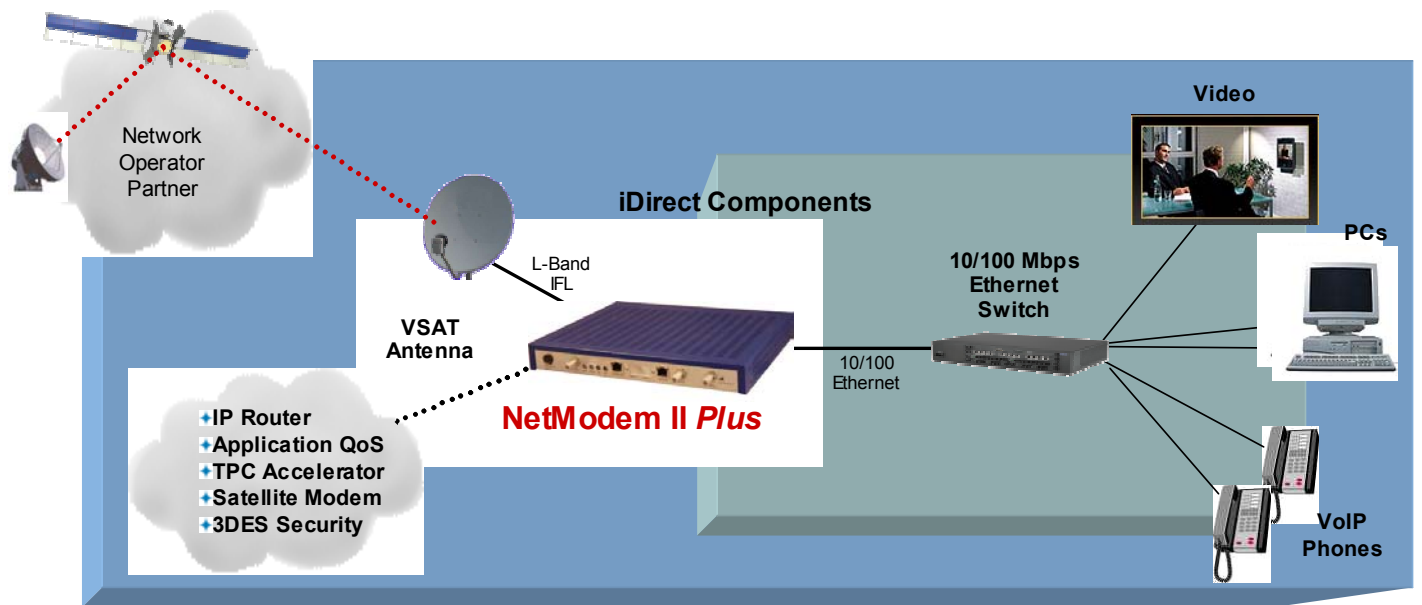 Network
Operator
Partner
iDirect Components
Video
PCs
L-Band
IFL
10/100 Mbps
Ethernet
Switch
VSAT
Antenna
10/100
Ethernet
NetModem II Plus
IP Router
Application QoS
TPC Accelerator
Satellite Modem
3DES Security
VoIP
Phones